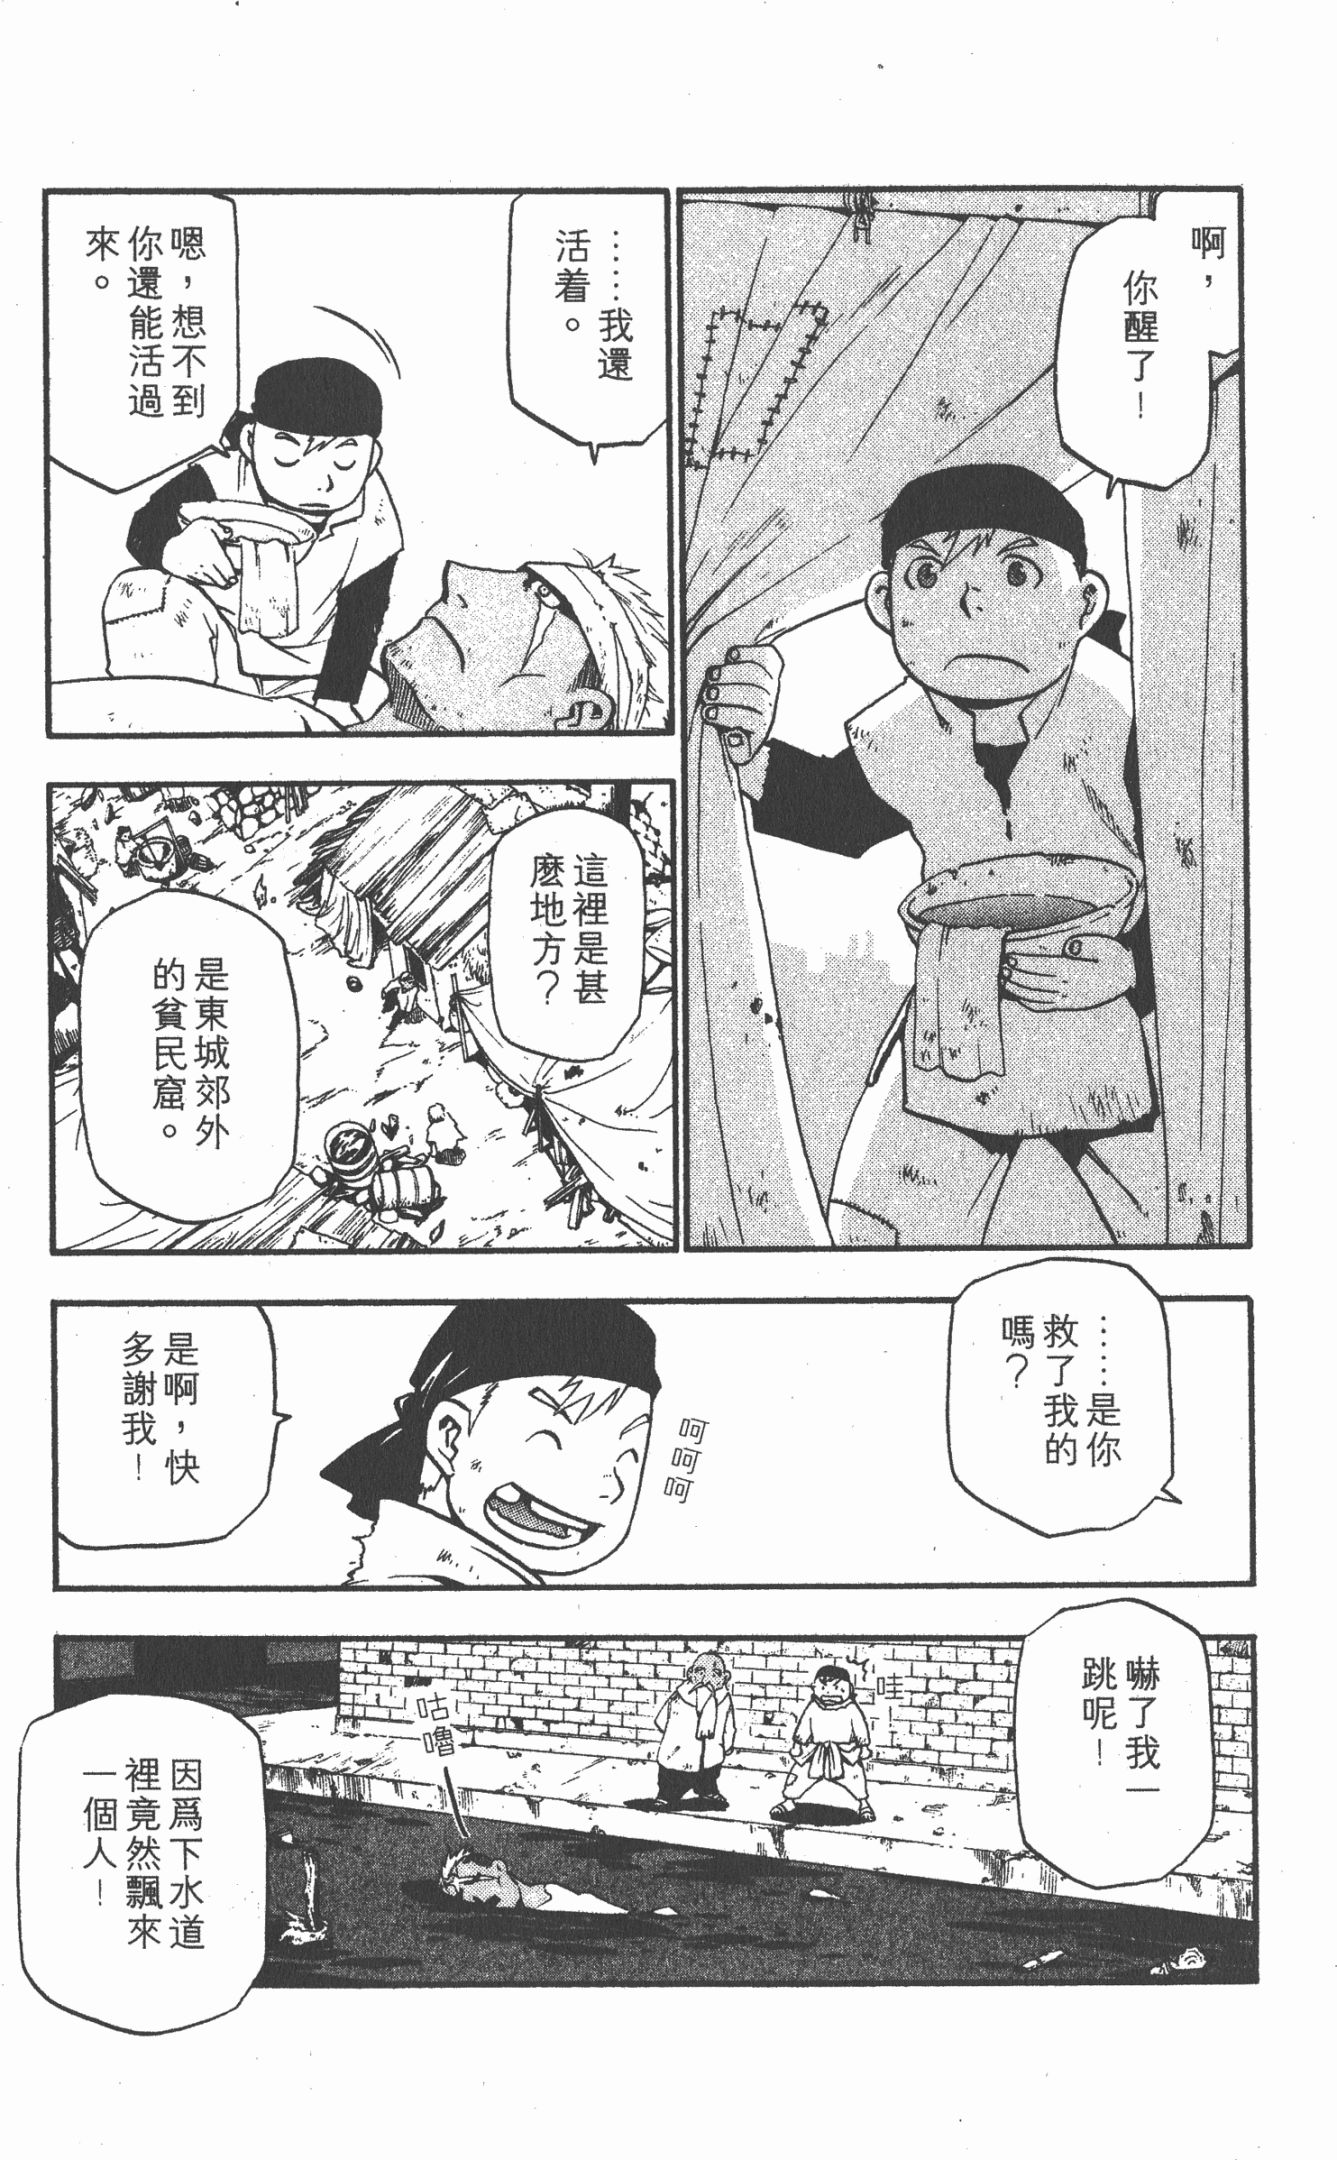 啊，
你醒了！
……我還
活着。
嗯，想不到
你還能活過
來。
這裡是甚
麽地方？
是東城郊外
的貧民窟。
……是你
救了我的
嗎？
呵呵呵
是啊，快
多謝我！
嚇了我一
跳呢！
哇
咕嚕
因爲下水道
裡竟然飄來
一個人！